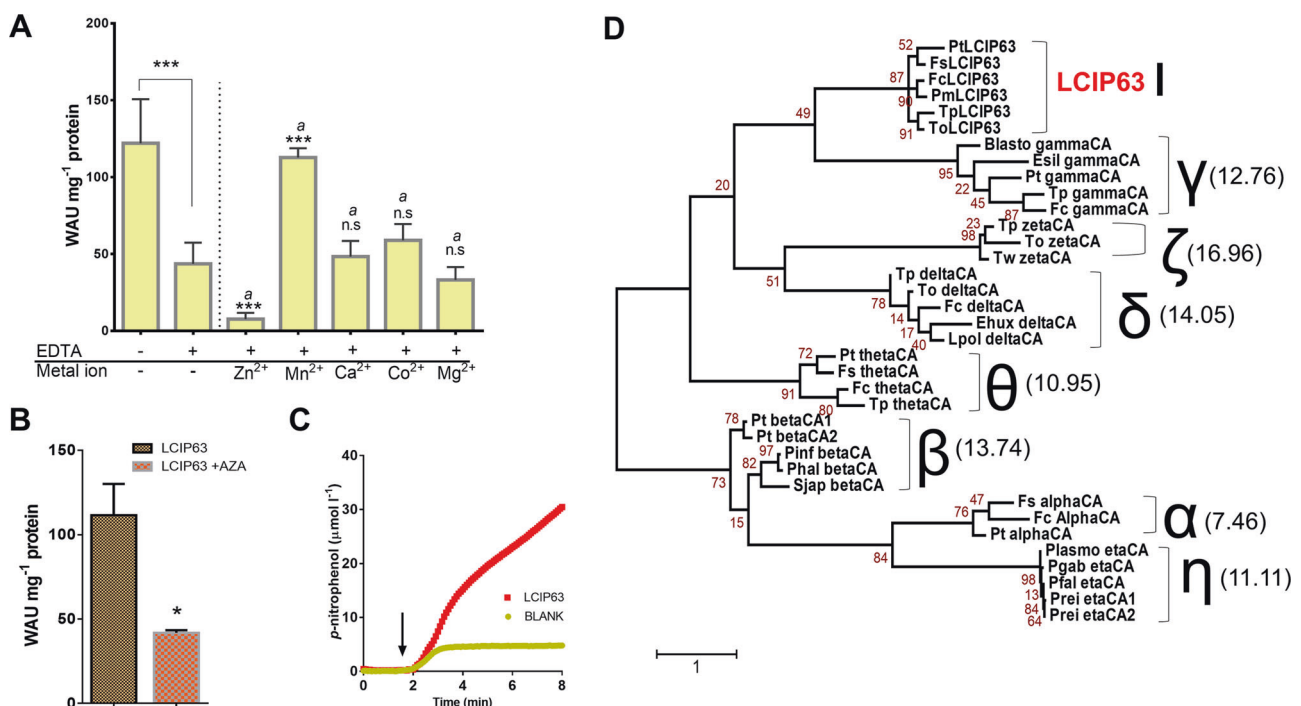 A
WAU mg-1 protein
200
150
100
50
0
***
a
***
a
***
a
n.s
a
n.s
a
n.s
EDTA - + + + + + +
Metal ion - - Zn2+ Mn2+ Ca2+ Co2+ Mg2+
B
WAU mg-1 protein
150
100
50
0
LCIP63
LCIP63 +AZA
*
C
p-nitrophenol (µmol l-1)
40
30
20
10
0
LCIP63
BLANK
0 2 4 6 8
Time (min)
D
52 PtLCIP63
FsLCIP63
87 FcLCIP63
90 PmLCIP63
TpLCIP63
91 ToLCIP63
LCIP63 I
49
Blasto gammaCA
95 Esil gammaCA
22 Pt gammaCA
45 Tp gammaCA
87 Fc gammaCA
γ (12.76)
20
23 Tp zetaCA
98 To zetaCA
Tw zetaCA
ζ (16.96)
51
Tp deltaCA
78 To deltaCA
14 Fc deltaCA
17 Ehux deltaCA
40 Lpol deltaCA
δ (14.05)
72 Pt thetaCA
Fs thetaCA
91 Fc thetaCA
80 Tp thetaCA
θ (10.95)
78 Pt betaCA1
Pt betaCA2
97 Pinf betaCA
82 Phal betaCA
73 Sjap betaCA
β (13.74)
15
47 Fs alphaCA
76 Fc AlphaCA
Pt alphaCA
α (7.46)
84
Plasmo etaCA
Pgab etaCA
98 Pfal etaCA
13 Prei etaCA1
84
64 Prei etaCA2
η (11.11)
1